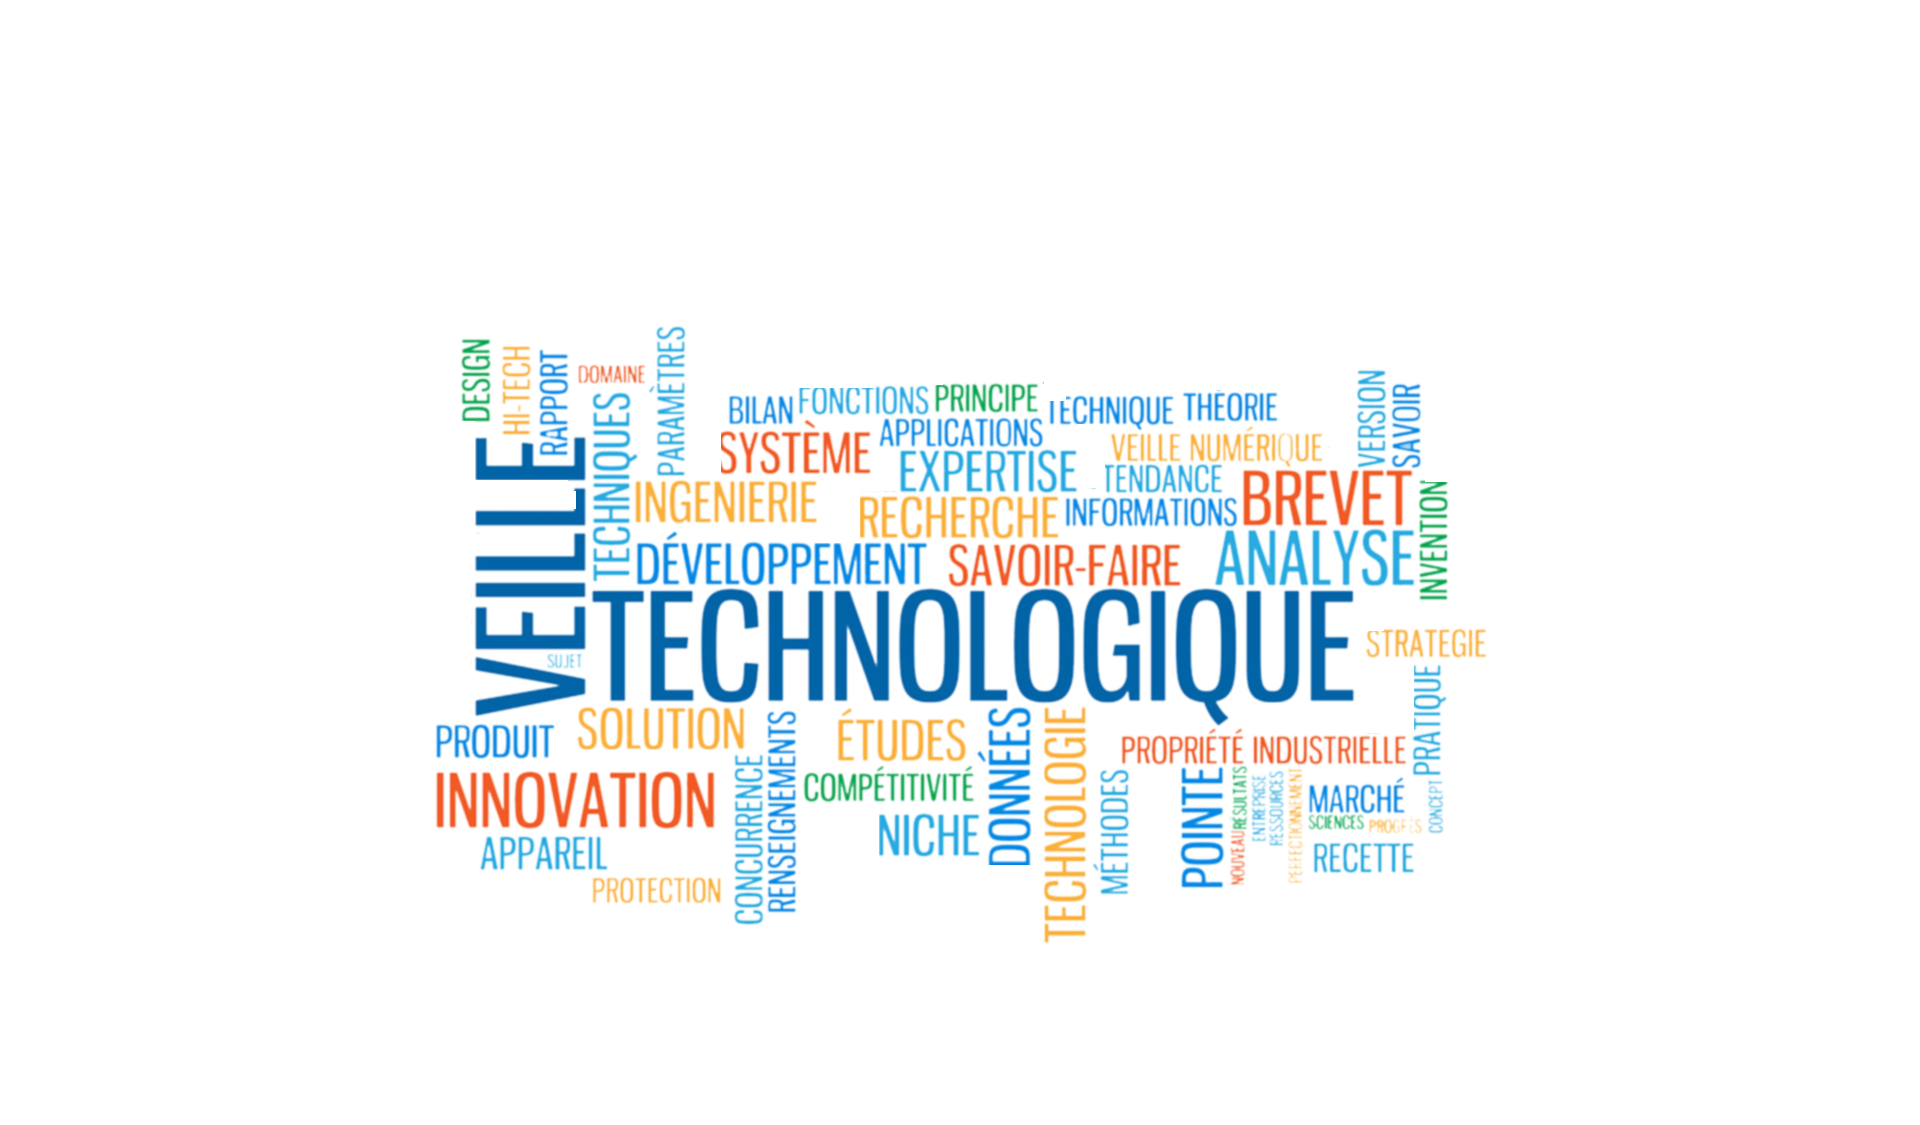 DESIGN
HI-TECH
RAPPORT
DOMAINE
PARAMÈTRES
TECHNIQUES
VEILLE
SUJET
BILAN
FONCTIONS
PRINCIPE
TECHNIQUE
THÉORIE
VERSION
SAVOIR
SYSTÈME
APPLICATIONS
VEILLE NUMÉRIQUE
EXPERTISE
TENDANCE
BREVET
INGENIERIE
RECHERCHE
INFORMATIONS
INVENTION
DÉVELOPPEMENT
SAVOIR-FAIRE
ANALYSE
TECHNOLOGIQUE
STRATEGIE
PRATIQUE
PRODUIT
SOLUTION
RENSEIGNEMENTS
ÉTUDES
DONNÉES
TECHNOLOGIE
PROPRIÉTÉ INDUSTRIELLE
INNOVATION
CONCURRENCE
COMPÉTITIVITÉ
MÉTHODES
POINTE
RÉSULTATS
NOUVEAU
ENTREPRISE
RESSOURCES
PERFECTIONNEMENT
MARCHÉ
SCIENCES
PROGRÈS
CONCEPT
APPAREIL
NICHE
RECETTE
PROTECTION